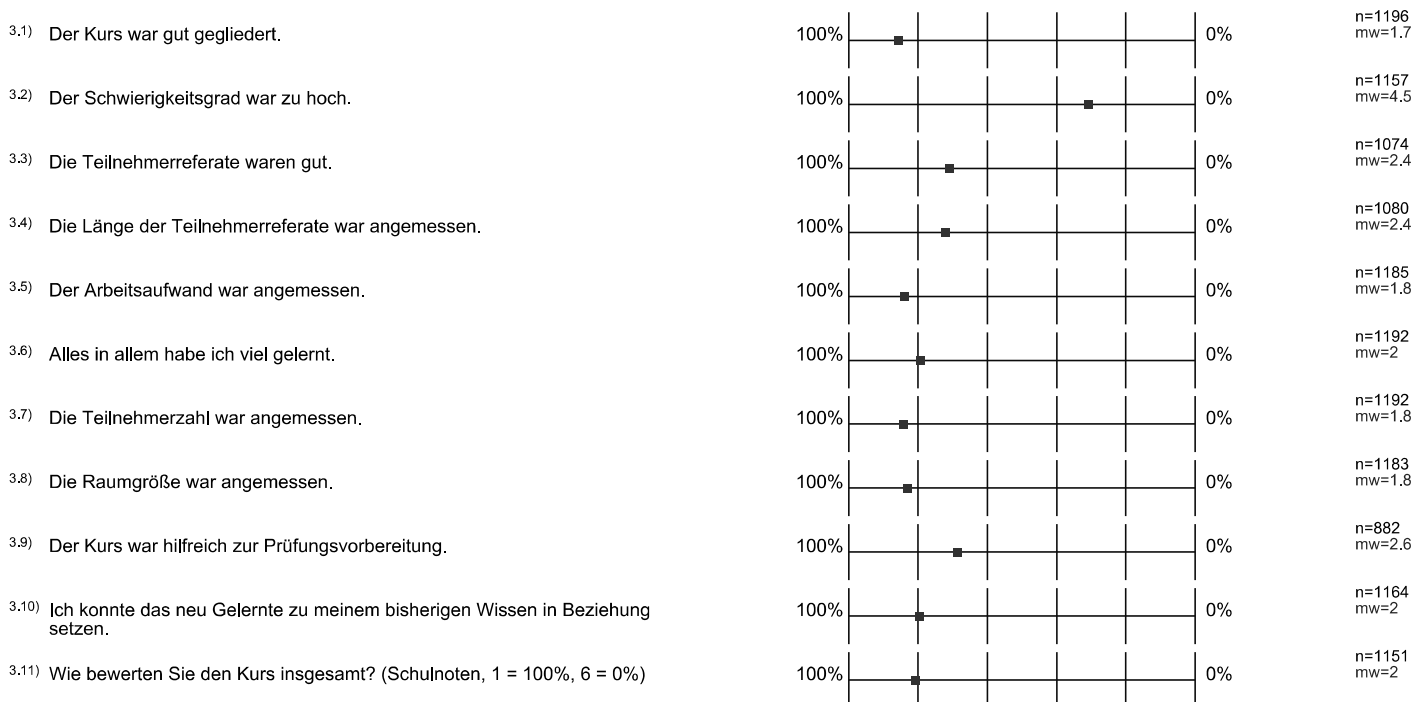 3.1) Der Kurs war gut gegliedert. 100% 0% n=1196
mw=1.7
3.2) Der Schwierigkeitsgrad war zu hoch. 100% 0% n=1157
mw=4.5
3.3) Die Teilnehmerreferate waren gut. 100% 0% n=1074
mw=2.4
3.4) Die Länge der Teilnehmerreferate war angemessen. 100% 0% n=1080
mw=2.4
3.5) Der Arbeitsaufwand war angemessen. 100% 0% n=1185
mw=1.8
3.6) Alles in allem habe ich viel gelernt. 100% 0% n=1192
mw=2
3.7) Die Teilnehmerzahl war angemessen. 100% 0% n=1192
mw=1.8
3.8) Die Raumgröße war angemessen. 100% 0% n=1183
mw=1.8
3.9) Der Kurs war hilfreich zur Prüfungsvorbereitung. 100% 0% n=882
mw=2.6
3.10) Ich konnte das neu Gelernte zu meinem bisherigen Wissen in Beziehung 100% 0% n=1164
setzen. mw=2
3.11) Wie bewerten Sie den Kurs insgesamt? (Schulnoten, 1 = 100%, 6 = 0%) 100% 0% n=1151
mw=2